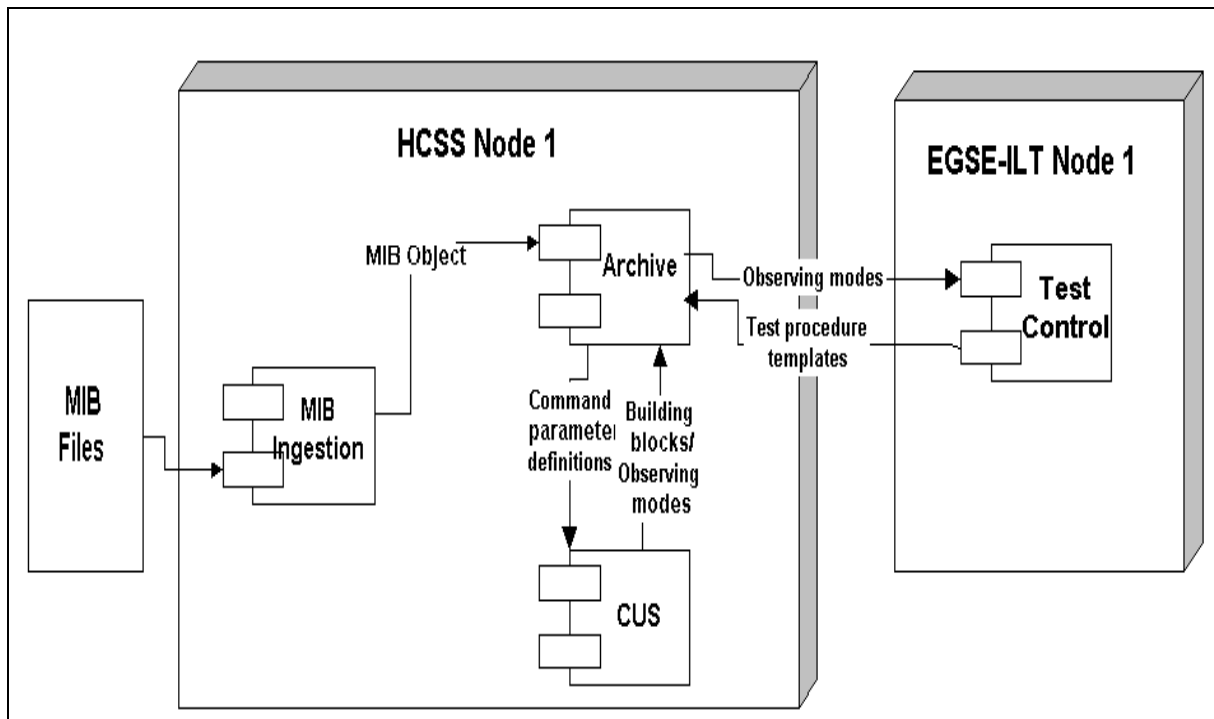 HCSS Node 1
EGSE-ILT Node 1
MIB Object
Archive
Observing modes
Test
Control
Test procedure
templates
MIB
Files
MIB
Ingestion
Command
parameter
definitions
Building
blocks/
Observing
modes
CUS